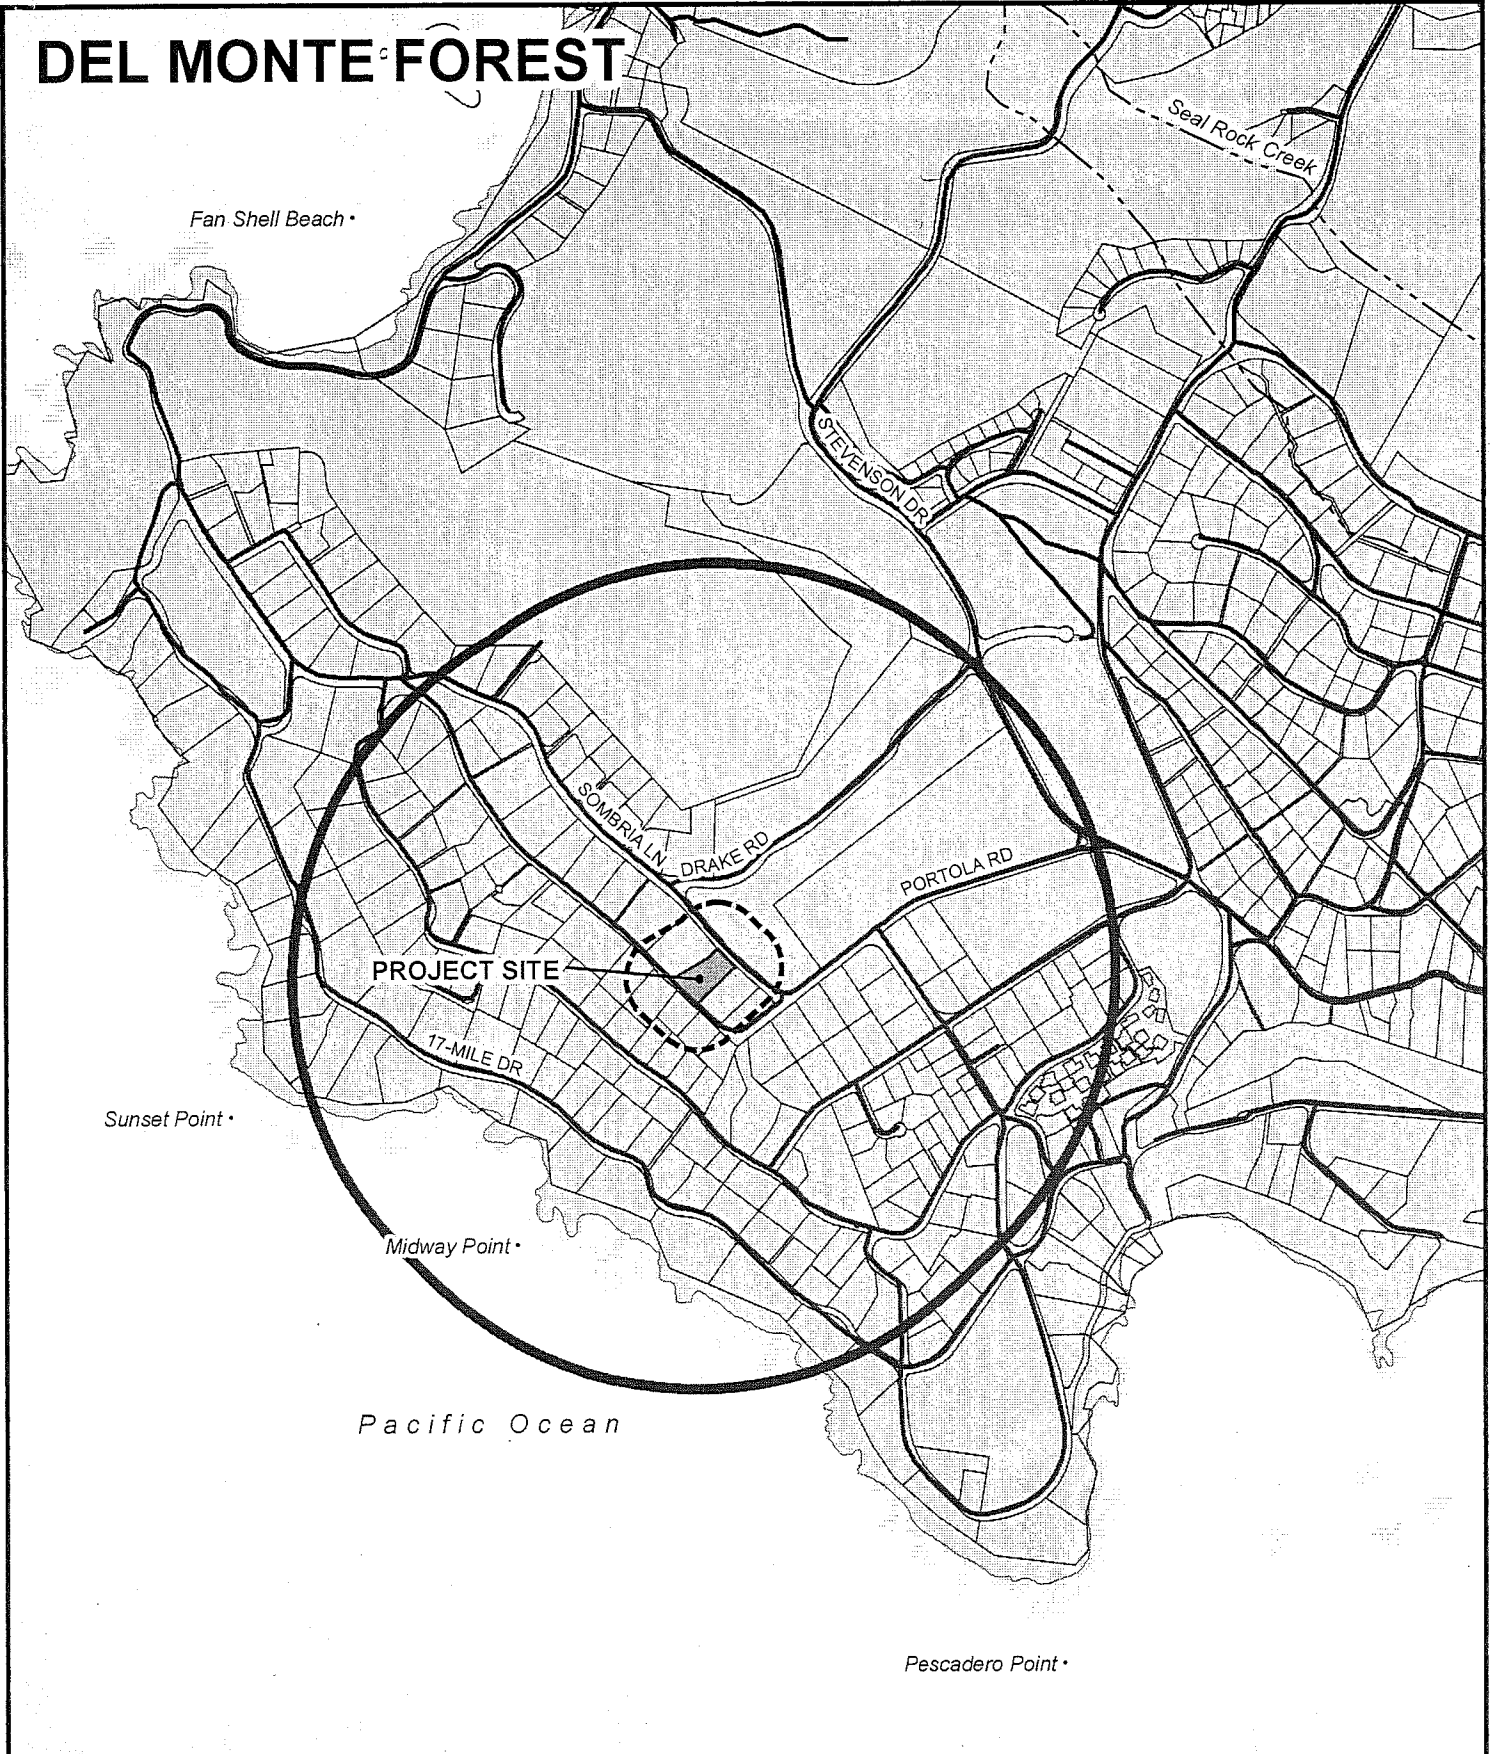 DEL MONTE FOREST
Seal Rock Creek
Fan Shell Beach
STEVENSON DR
SOMBRIA LN
DRAKE RD
PORTOLA RD
PROJECT SITE
17-MILE DR
Sunset Point
Midway Point
Pacific Ocean
Pescadero Point